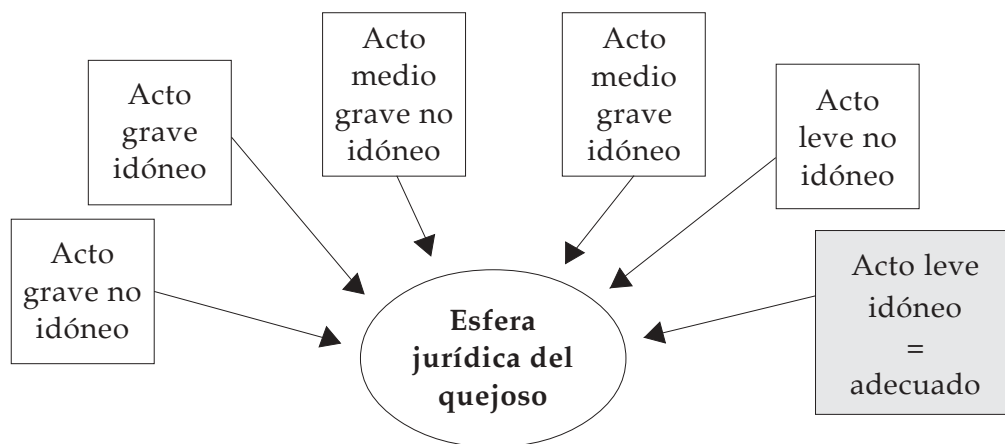 Acto
grave no
idóneo
Acto
grave
idóneo
Acto
medio
grave no
idóneo
Acto
medio
grave
idóneo
Acto
leve no
idóneo
Acto leve
idóneo
=
adecuado
Esfera
jurídica del
quejoso